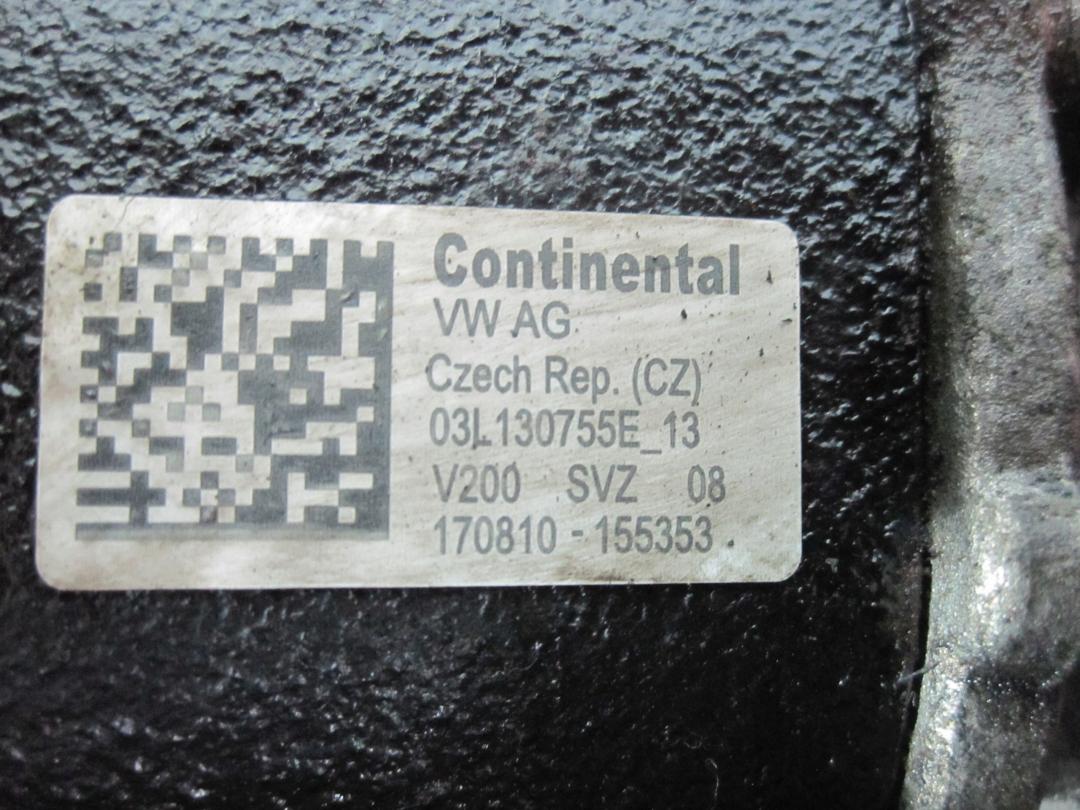 Continental
VW AG
Czech Rep. (CZ)
03L130755E_13
V200 SVZ 08
170810 - 155353